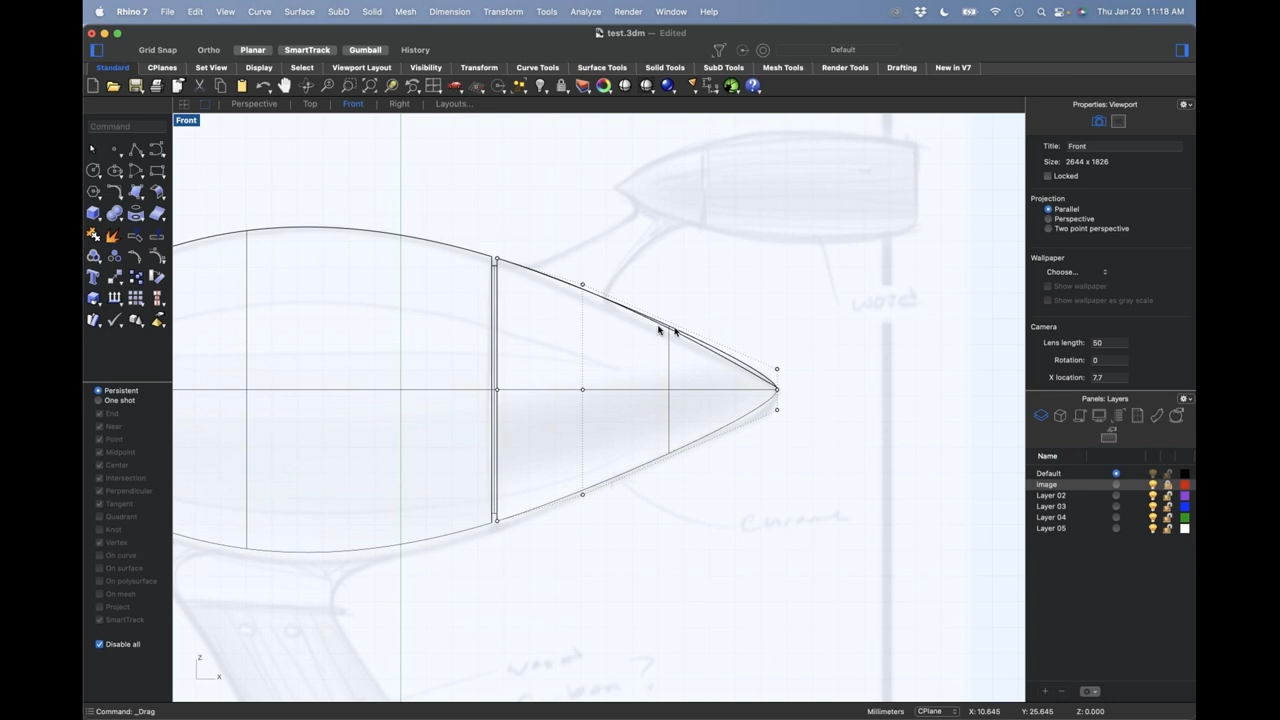 Rhino 7 File Edit View Curve Surface SubD Solid Mesh Dimension Transform Tools Analyze Render Window Help Thu Jan 20 11:18 AM
test.3dm — Edited
Grid Snap Ortho Planar SmartTrack Gumball History Default
Standard CPlanes Set View Display Select Viewport Layout Visibility Transform Curve Tools Surface Tools Solid Tools SubD Tools Mesh Tools Render Tools Drafting New in V7
Perspective Top Front Right Layouts...
Front
Command
Persistent
One shot
End
Near
Point
Midpoint
Center
Intersection
Perpendicular
Tangent
Quadrant
Knot
Vertex
On curve
On surface
On polysurface
On mesh
Project
SmartTrack
Disable all
z
x
wood
wood
?
Properties: Viewport
Title: Front
Size: 2644 x 1826
Locked
Projection
Parallel
Perspective
Two point perspective
Wallpaper
Choose...
Show wallpaper
Show wallpaper as gray scale
Camera
Lens length: 50
Rotation: 0
X location: 7.7
Panels: Layers
Name
Default
image
Layer 02
Layer 03
Layer 04
Layer 05
Command: _Drag
Millimeters CPlane X: 10.645 Y: 25.645 Z: 0.000